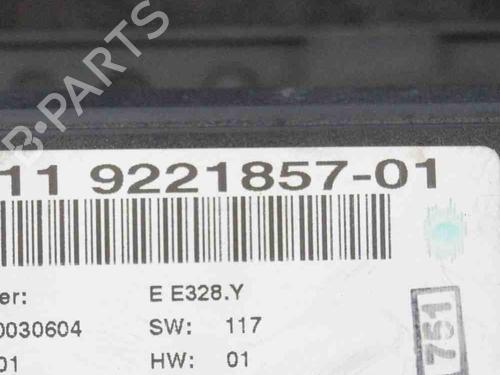 B-PARTS
11 9221857-01
er: E E328.Y
0030604 SW: 117
01 HW: 01
751